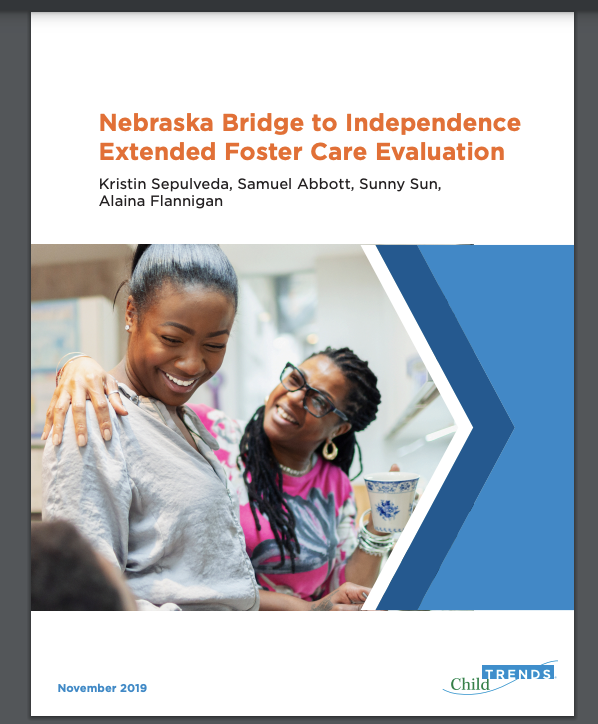 Nebraska Bridge to Independence
Extended Foster Care Evaluation
Kristin Sepulveda, Samuel Abbott, Sunny Sun,
Alaina Flannigan
November 2019
Child TRENDS